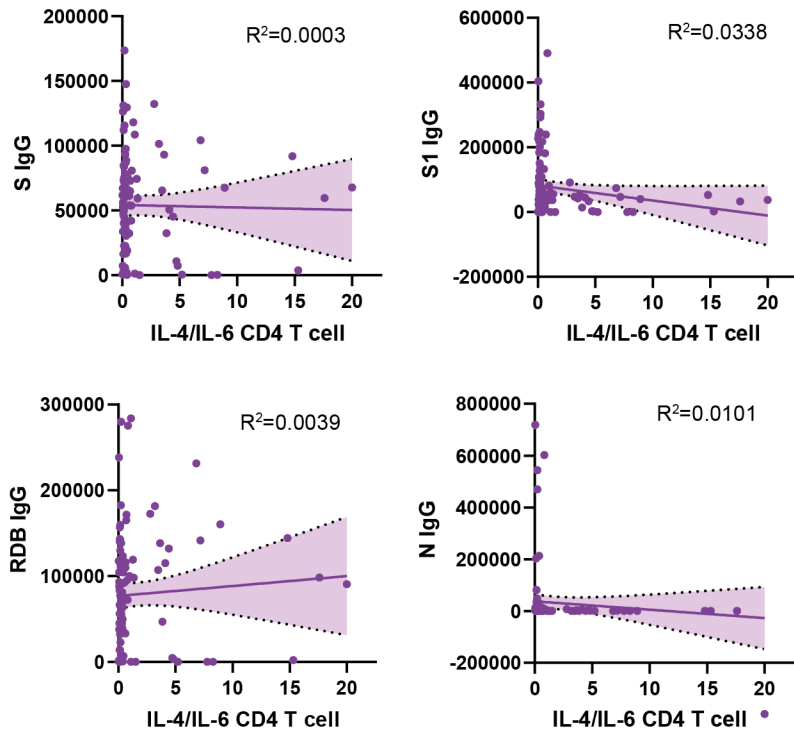 R²=0.0003
S IgG
200000
150000
100000
50000
0
0 5 10 15 20
IL-4/IL-6 CD4 T cell
R²=0.0338
S1 IgG
600000
400000
200000
0
-200000
0 5 10 15 20
IL-4/IL-6 CD4 T cell
R²=0.0039
RDB IgG
300000
200000
100000
0
0 5 10 15 20
IL-4/IL-6 CD4 T cell
R²=0.0101
N IgG
800000
600000
400000
200000
0
-200000
0 5 10 15 20
IL-4/IL-6 CD4 T cell